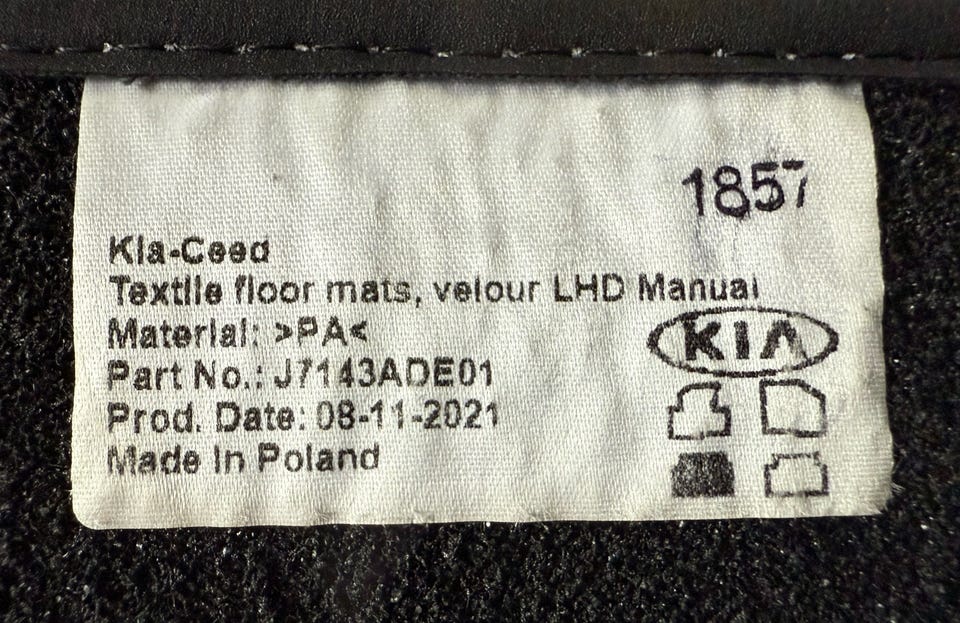 1857
Kia-Ceed
Textile floor mats, velour LHD Manual
Material: >PA<
KIA
Part No.: J7143ADE01
Prod. Date: 08-11-2021
Made In Poland